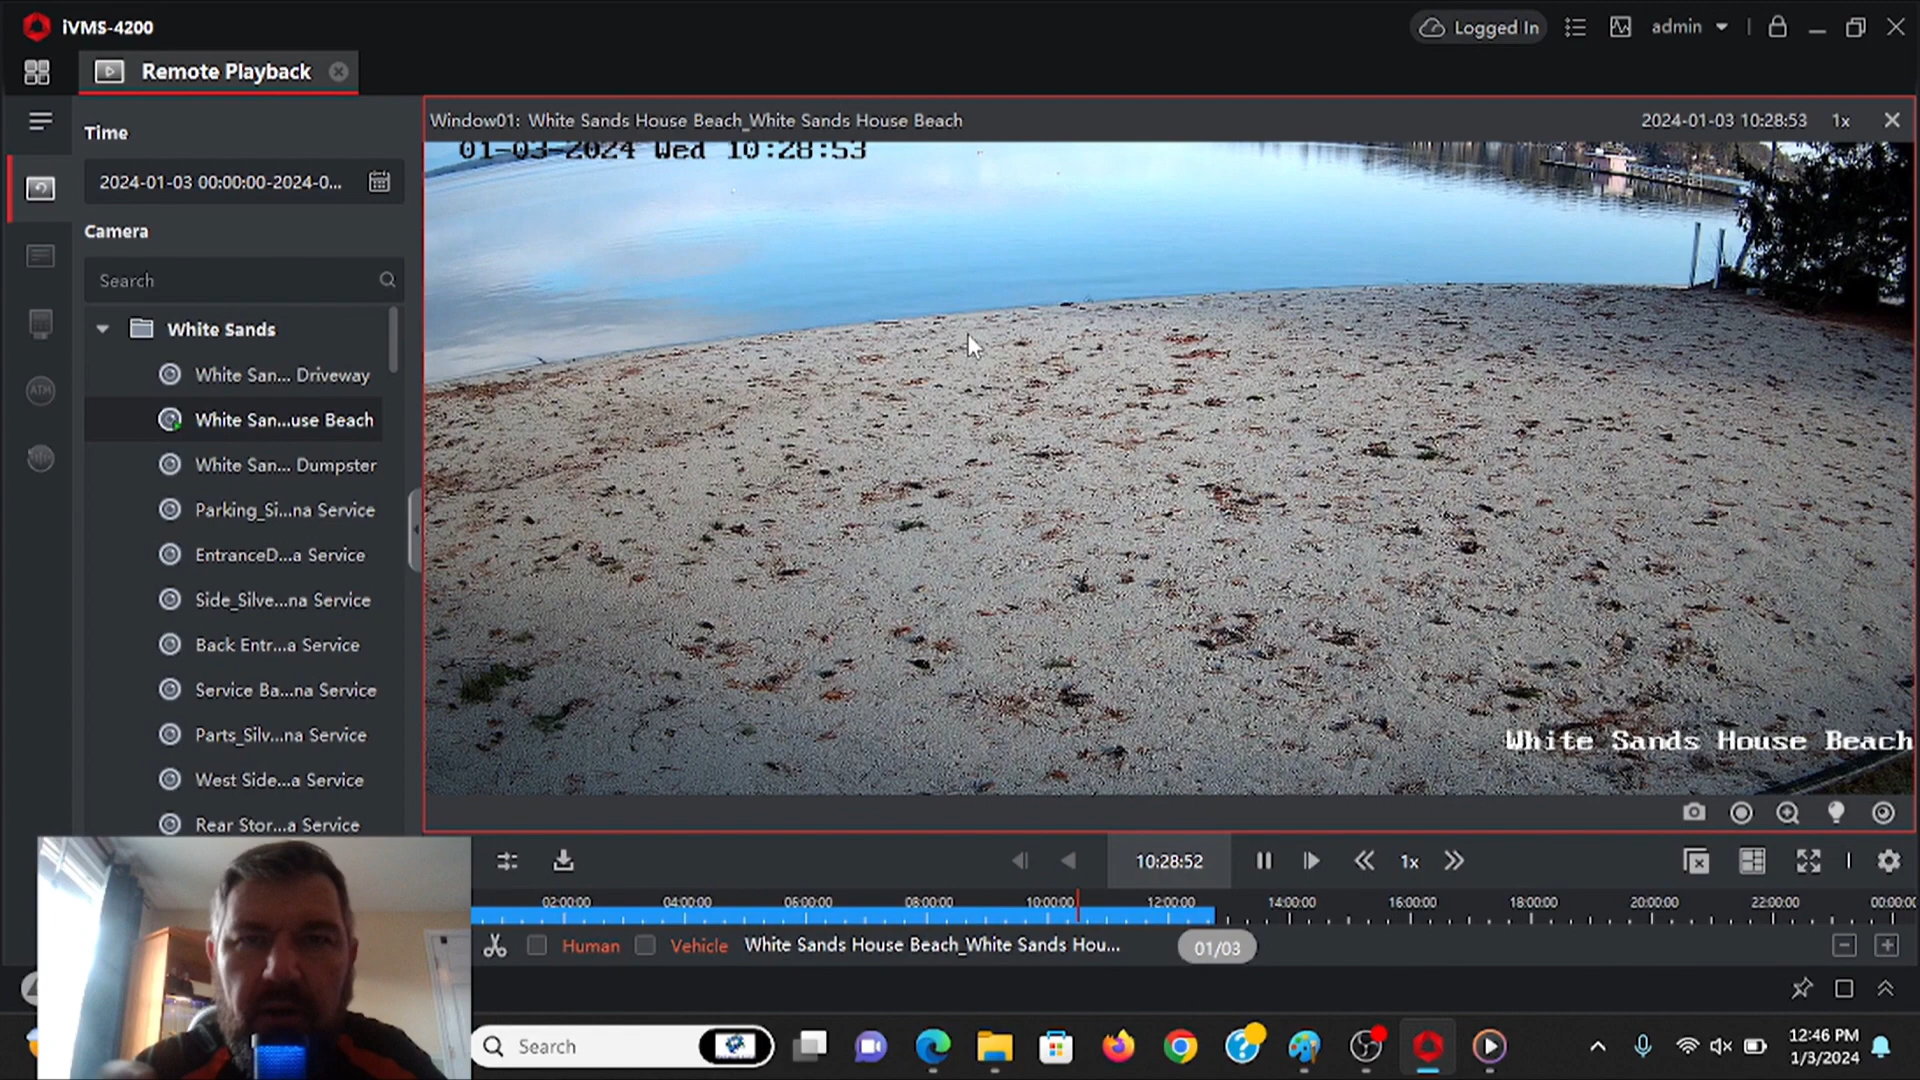 iVMS-4200
Logged In
admin
Remote Playback
Time
2024-01-03 00:00:00-2024-0...
Camera
Search
White Sands
White San... Driveway
White San...use Beach
White San... Dumpster
Parking_Si...na Service
EntranceD...a Service
Side_Silve...na Service
Back Entr...a Service
Service Ba...na Service
Parts_Silv...na Service
West Side...a Service
Rear Stor...a Service
ATM
Window01: White Sands House Beach_White Sands House Beach
2024-01-03 10:28:53 1x
01-03-2024 Wed 10:28:53
White Sands House Beach
10:28:52
1x
02:00:00 04:00:00 06:00:00 08:00:00 10:00:00 12:00:00 14:00:00 16:00:00 18:00:00 20:00:00 22:00:00 00:00:0
Human Vehicle White Sands House Beach_White Sands Hou... 01/03
Search
12:46 PM
1/3/2024